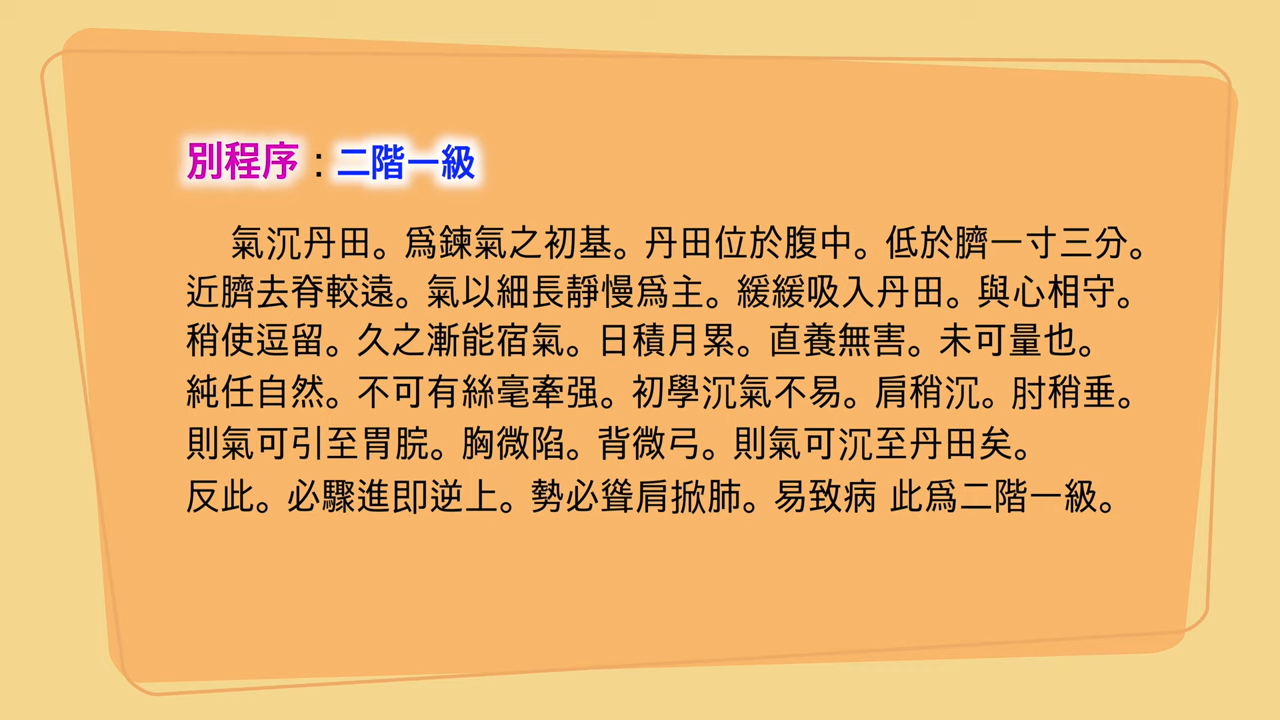 別程序：二階一級
氣沉丹田。爲鍊氣之初基。丹田位於腹中。低於臍一寸三分。
近臍去脊較遠。氣以細長靜慢爲主。緩緩吸入丹田。與心相守。
稍使逗留。久之漸能宿氣。日積月累。直養無害。未可量也。
純任自然。不可有絲毫牽强。初學沉氣不易。肩稍沉。肘稍垂。
則氣可引至胃脘。胸微陷。背微弓。則氣可沉至丹田矣。
反此。必驟進即逆上。勢必聳肩掀肺。易致病 此爲二階一級。